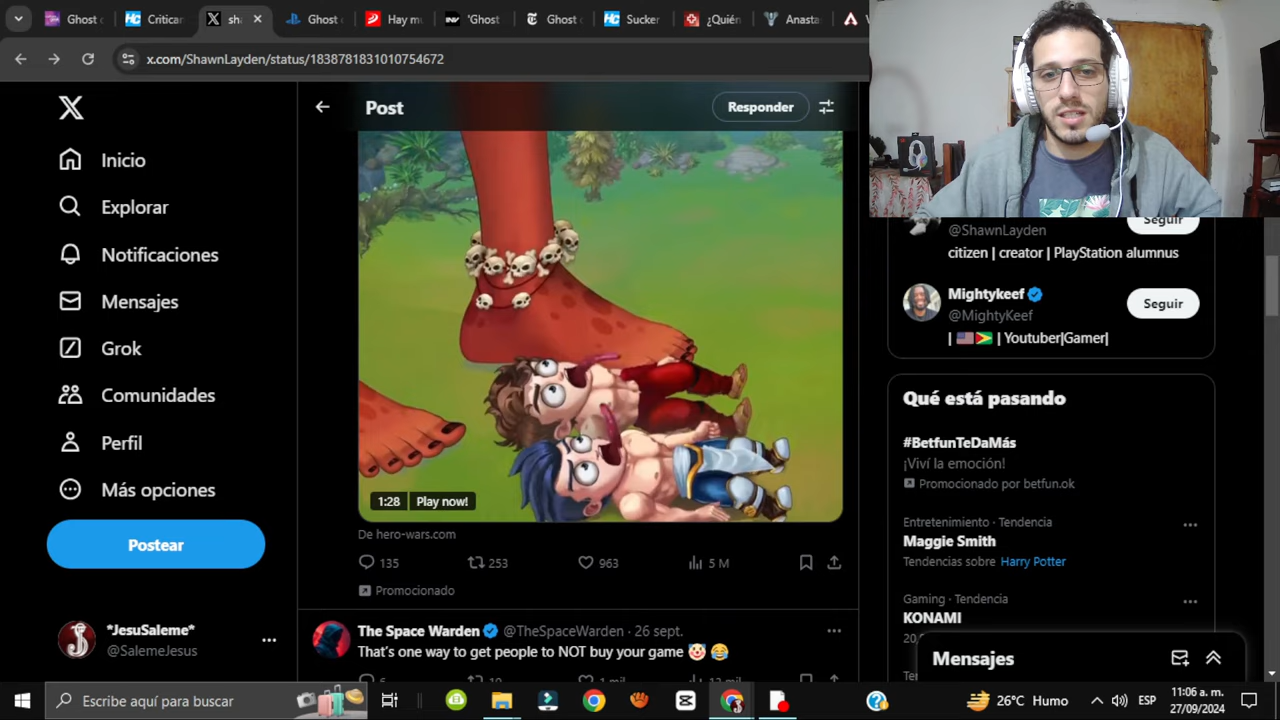 Ghost
Criticar
sh
Ghost
Hay mu
'Ghost
Ghost
Sucker
¿Quién
Anasta
x.com/ShawnLayden/status/1838781831010754672
X
Inicio
Explorar
Notificaciones
Mensajes
Grok
Comunidades
Perfil
Más opciones
Postear
*JesuSaleme*
@SalemeJesus
Post
Responder
1:28
Play now!
De hero-wars.com
135
253
963
5 M
Promocionado
The Space Warden @TheSpaceWarden · 26 sept.
That's one way to get people to NOT buy your game 🤡 😂
Seguir
@ShawnLayden
citizen | creator | PlayStation alumnus
Mightykeef
@MightyKeef
Seguir
| 🇺🇸🇬🇾 | Youtuber|Gamer|
Qué está pasando
#BetfunTeDaMás
¡Viví la emoción!
Promocionado por betfun.ok
Entretenimiento · Tendencia
Maggie Smith
Tendencias sobre Harry Potter
Gaming · Tendencia
KONAMI
Mensajes
Escribe aquí para buscar
26°C Humo
ESP
11:06 a. m.
27/09/2024